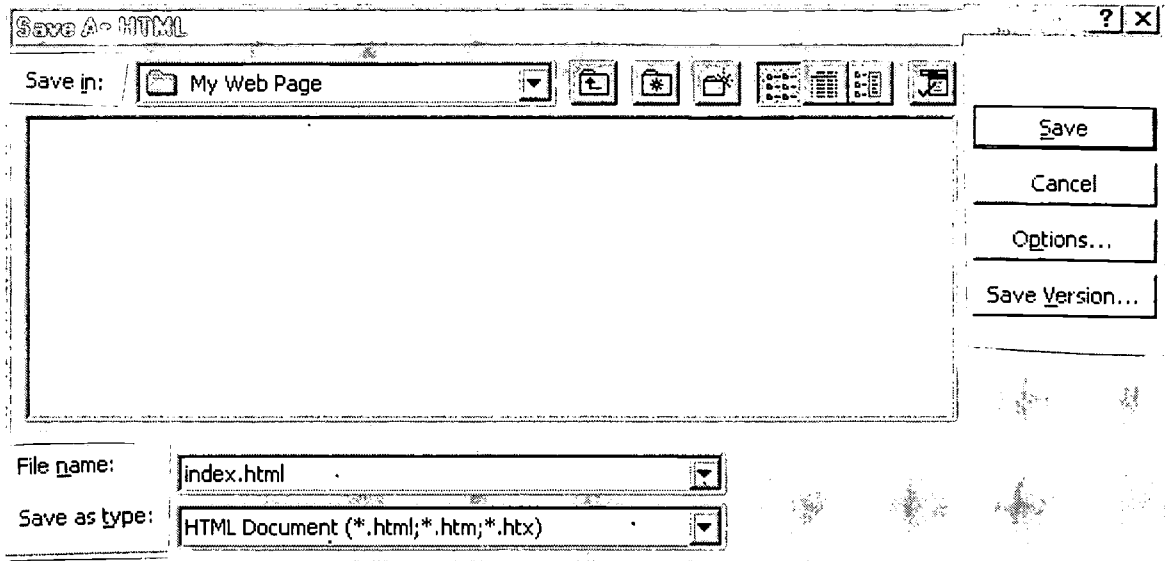 Save As HTML
? ×
Save in:
My Web Page
Save
Cancel
Options...
Save Version...
File name:
index.html
Save as type:
HTML Document (*.html;*.htm;*.htx)